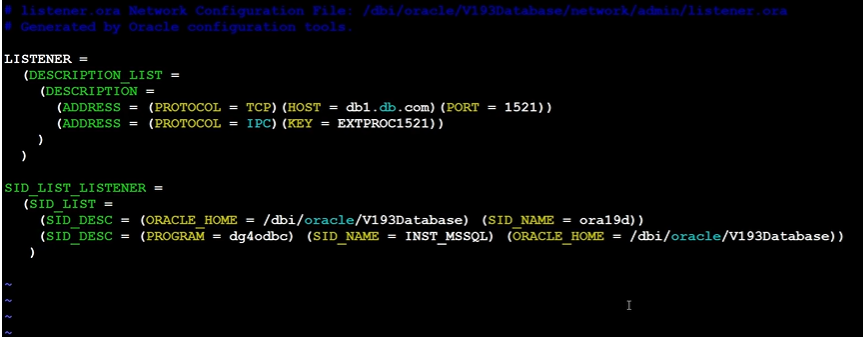 # listener.ora Network Configuration File: /dbi/oracle/V193Database/network/admin/listener.ora
# Generated by Oracle configuration tools.
LISTENER =
(DESCRIPTION_LIST =
(DESCRIPTION =
(ADDRESS = (PROTOCOL = TCP)(HOST = db1.db.com)(PORT = 1521))
(ADDRESS = (PROTOCOL = IPC)(KEY = EXTPROC1521))
)
)
SID_LIST_LISTENER =
(SID_LIST =
(SID_DESC = (ORACLE_HOME = /dbi/oracle/V193Database) (SID_NAME = ora19d))
(SID_DESC = (PROGRAM = dg4odbc) (SID_NAME = INST_MSSQL) (ORACLE_HOME = /dbi/oracle/V193Database))
)
~
~
~
~